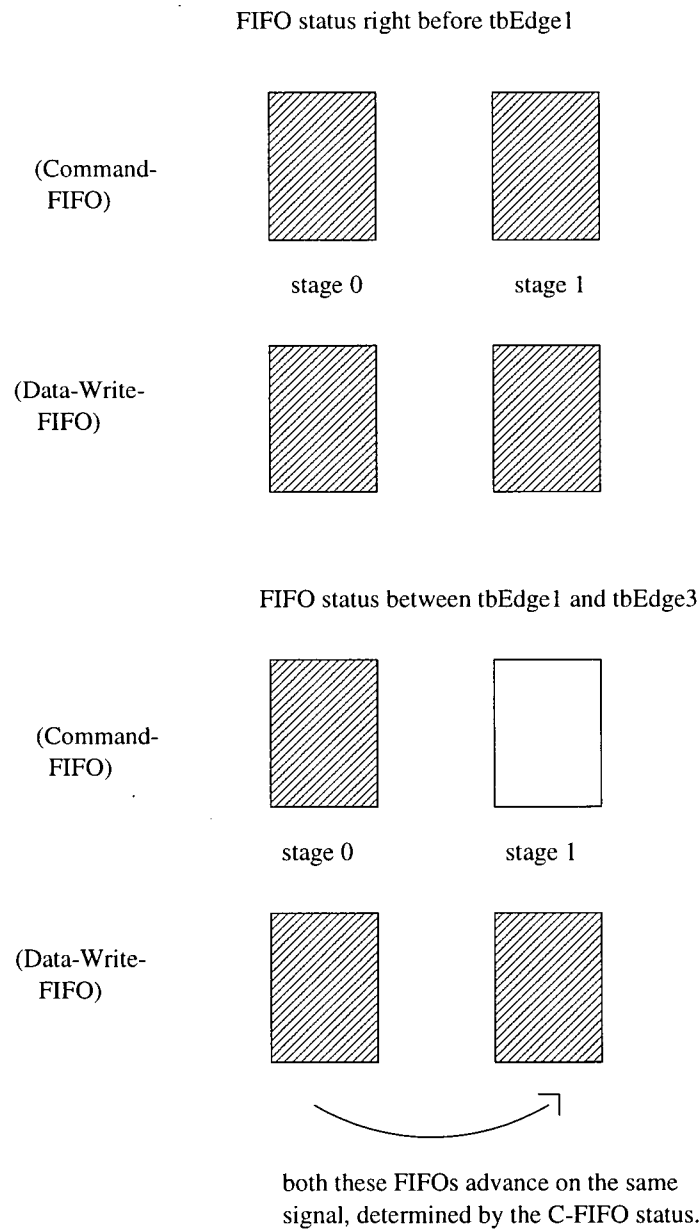 FIFO status right before tbEdge1
(Command-
FIFO)
stage 0 stage 1
(Data-Write-
FIFO)
FIFO status between tbEdge1 and tbEdge3
(Command-
FIFO)
stage 0 stage 1
(Data-Write-
FIFO)
both these FIFOs advance on the same
signal, determined by the C-FIFO status.